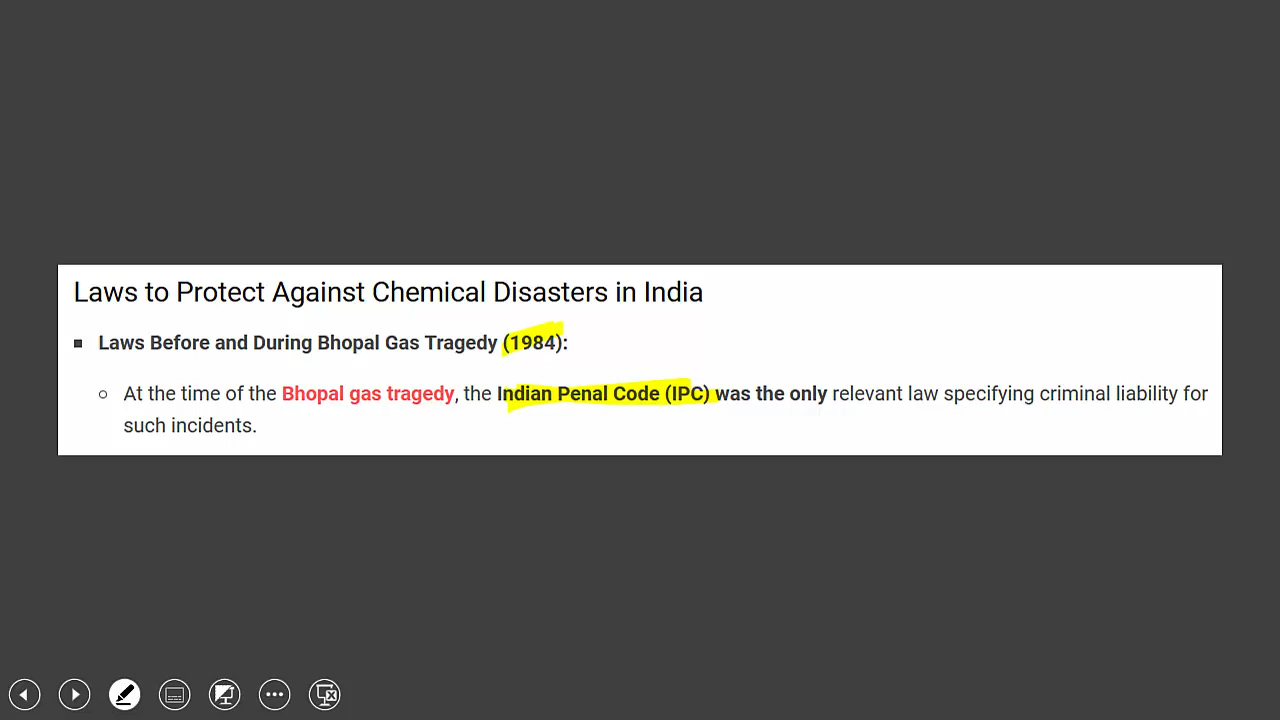 Laws to Protect Against Chemical Disasters in India
Laws Before and During Bhopal Gas Tragedy (1984):
At the time of the Bhopal gas tragedy, the Indian Penal Code (IPC) was the only relevant law specifying criminal liability for
such incidents.